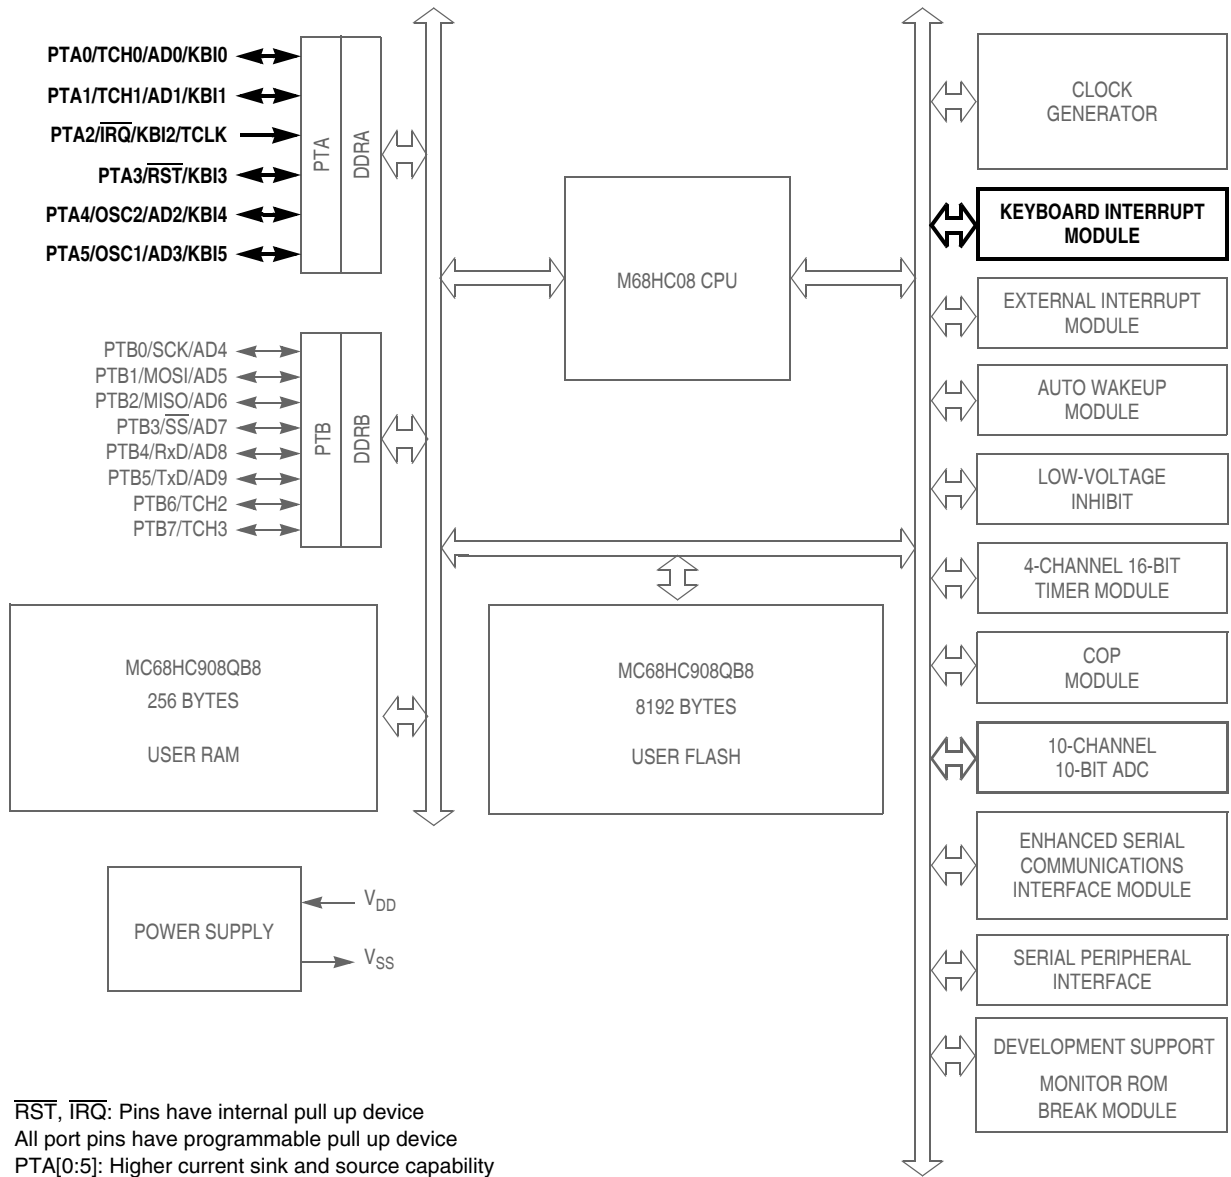 PTA0/TCH0/AD0/KBI0
PTA1/TCH1/AD1/KBI1
PTA2/I̅R̅Q̅/KBI2/TCLK
PTA3/R̅S̅T̅/KBI3
PTA4/OSC2/AD2/KBI4
PTA5/OSC1/AD3/KBI5
PTA
DDRA
PTB0/SCK/AD4
PTB1/MOSI/AD5
PTB2/MISO/AD6
PTB3/S̅S̅/AD7
PTB4/RxD/AD8
PTB5/TxD/AD9
PTB6/TCH2
PTB7/TCH3
PTB
DDRB
M68HC08 CPU
MC68HC908QB8
256 BYTES
USER RAM
MC68HC908QB8
8192 BYTES
USER FLASH
POWER SUPPLY
VDD
VSS
CLOCK
GENERATOR
KEYBOARD INTERRUPT
MODULE
EXTERNAL INTERRUPT
MODULE
AUTO WAKEUP
MODULE
LOW-VOLTAGE
INHIBIT
4-CHANNEL 16-BIT
TIMER MODULE
COP
MODULE
10-CHANNEL
10-BIT ADC
ENHANCED SERIAL
COMMUNICATIONS
INTERFACE MODULE
SERIAL PERIPHERAL
INTERFACE
DEVELOPMENT SUPPORT
MONITOR ROM
BREAK MODULE
R̅S̅T̅, I̅R̅Q̅: Pins have internal pull up device
All port pins have programmable pull up device
PTA[0:5]: Higher current sink and source capability